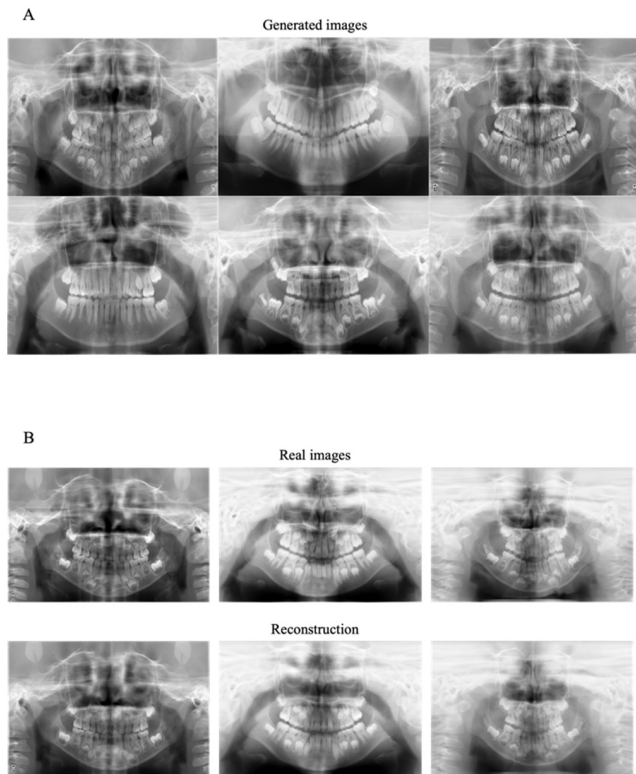 A
Generated images
B
Real images
Reconstruction